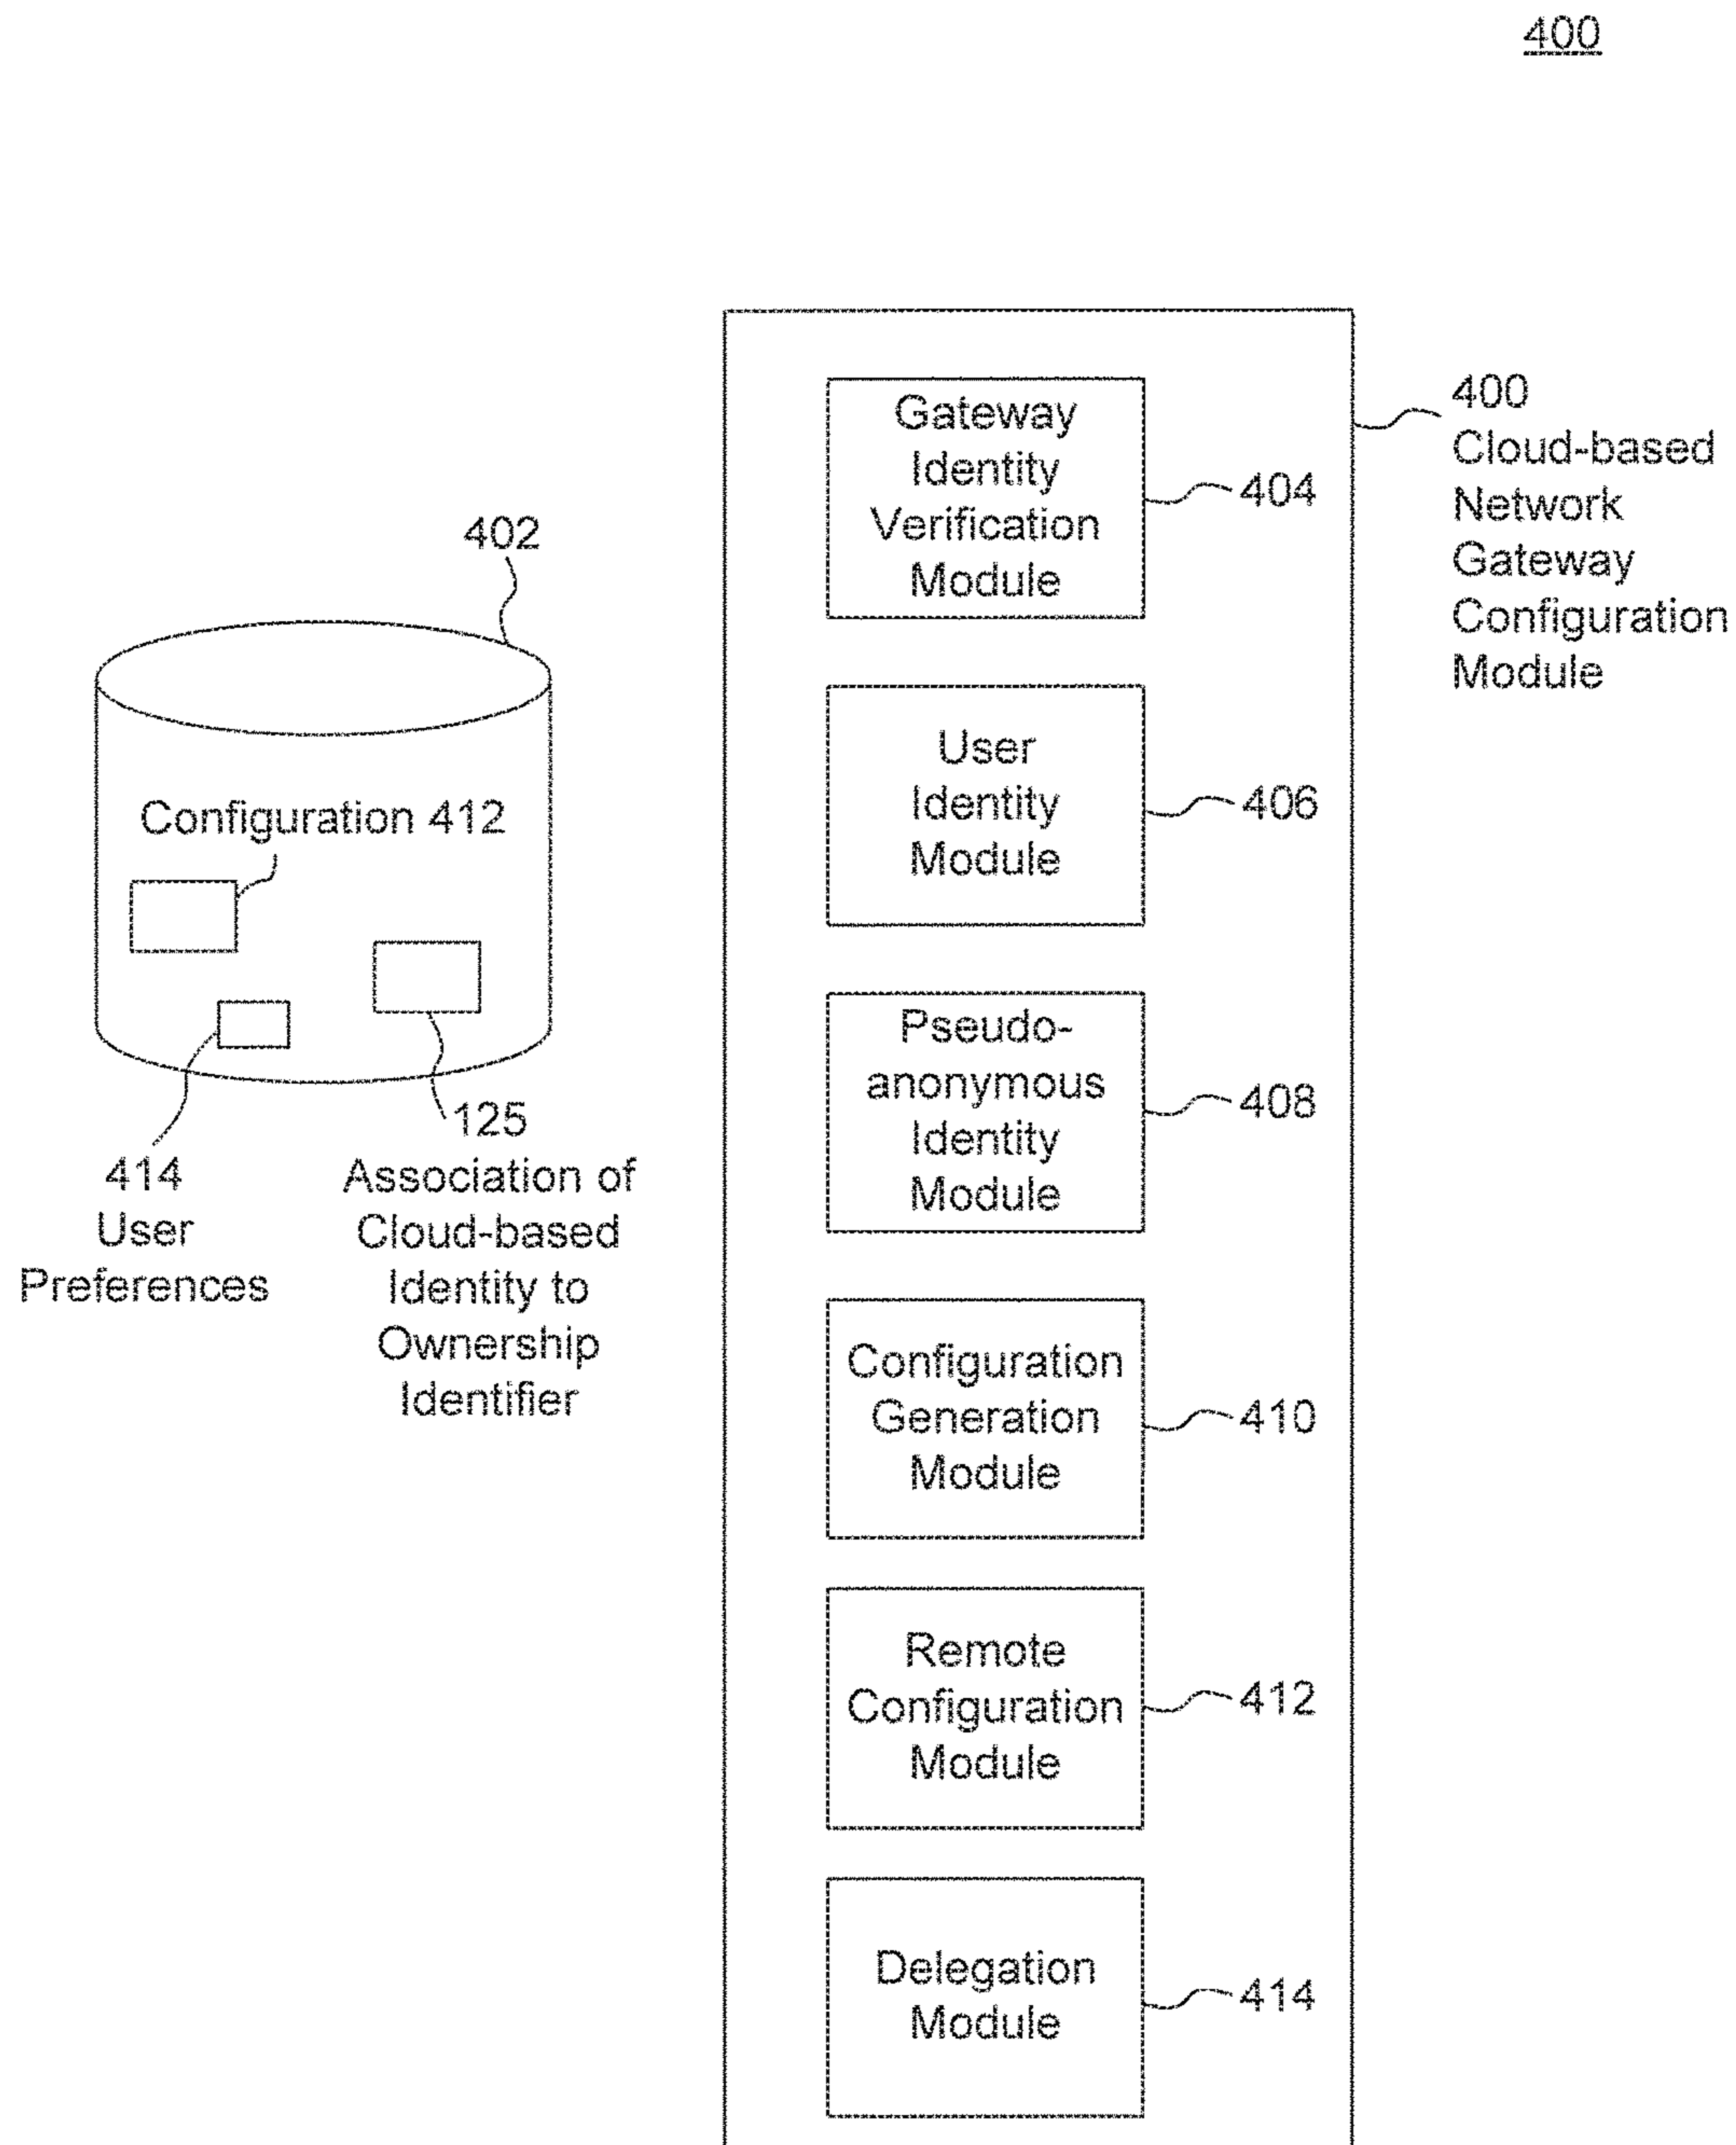 400
402
Configuration 412
414
User
Preferences
125
Association of
Cloud-based
Identity to
Ownership
Identifier
Gateway
Identity
Verification
Module
404
User
Identity
Module
406
Pseudo-
anonymous
Identity
Module
408
Configuration
Generation
Module
410
Remote
Configuration
Module
412
Delegation
Module
414
400
Cloud-based
Network
Gateway
Configuration
Module